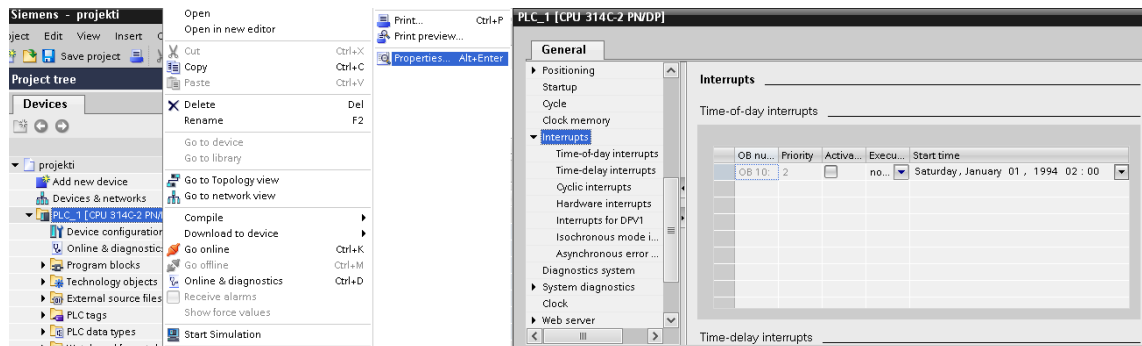 Siemens - projekti
ject Edit View Insert
Save project
Project tree
Devices
projekti
Add new device
Devices & networks
PLC_1 [CPU 314C-2 PN/
Device configuration
Online & diagnostic
Program blocks
Technology objects
External source files
PLC tags
PLC data types
Open
Open in new editor
Cut Ctrl+X
Copy Ctrl+C
Paste Ctrl+V
Delete Del
Rename F2
Go to device
Go to library
Go to Topology view
Go to network view
Compile
Download to device
Go online Ctrl+K
Go offline Ctrl+M
Online & diagnostics Ctrl+D
Receive alarms
Show force values
Start Simulation
Print... Ctrl+P
Print preview...
Properties... Alt+Enter
PLC_1 [CPU 314C-2 PN/DP]
General
Positioning
Startup
Cycle
Clock memory
Interrupts
Time-of-day interrupts
Time-delay interrupts
Cyclic interrupts
Hardware interrupts
Interrupts for DPV1
Isochronous mode i...
Asynchronous error ...
Diagnostics system
System diagnostics
Clock
Web server
Interrupts
Time-of-day interrupts
OB nu... Priority Activa... Execu... Start time
OB 10: 2 no... Saturday, January 01, 1994 02:00
Time-delay interrupts